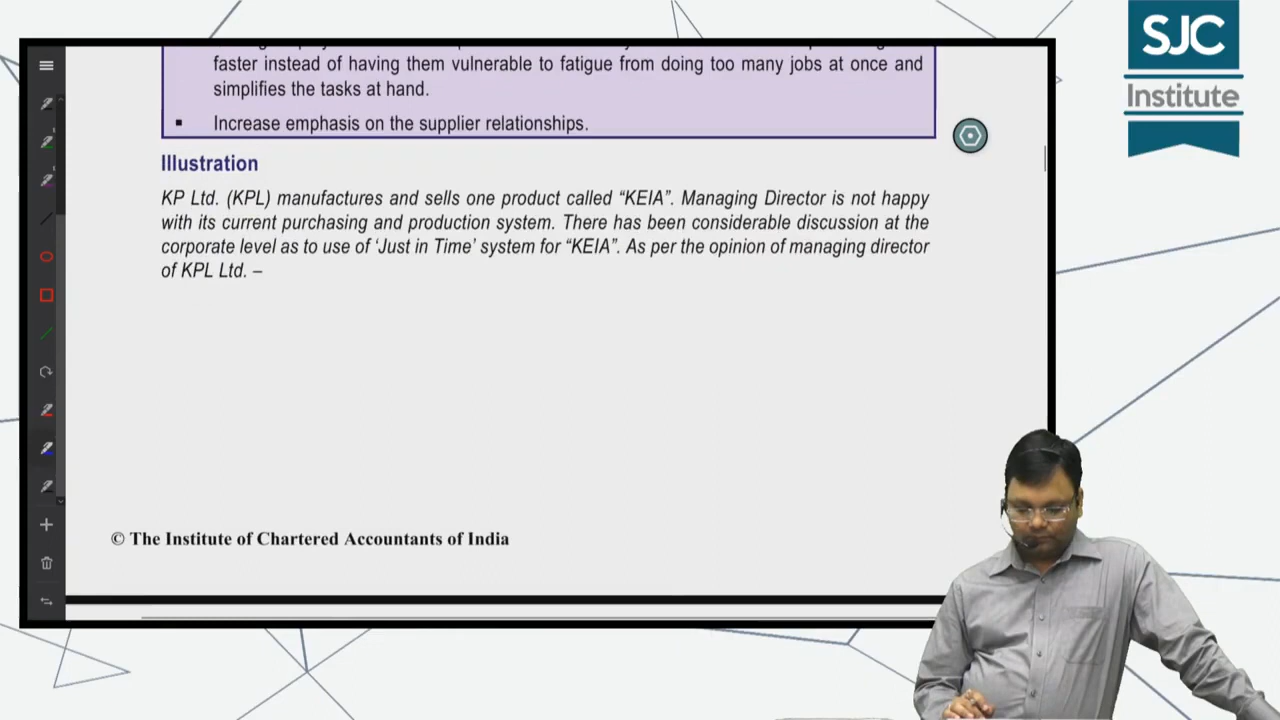 SJC
Institute
faster instead of having them vulnerable to fatigue from doing too many jobs at once and
simplifies the tasks at hand.
▪ Increase emphasis on the supplier relationships.
Illustration
KP Ltd. (KPL) manufactures and sells one product called “KEIA”. Managing Director is not happy
with its current purchasing and production system. There has been considerable discussion at the
corporate level as to use of ‘Just in Time’ system for “KEIA”. As per the opinion of managing director
of KPL Ltd. –
© The Institute of Chartered Accountants of India